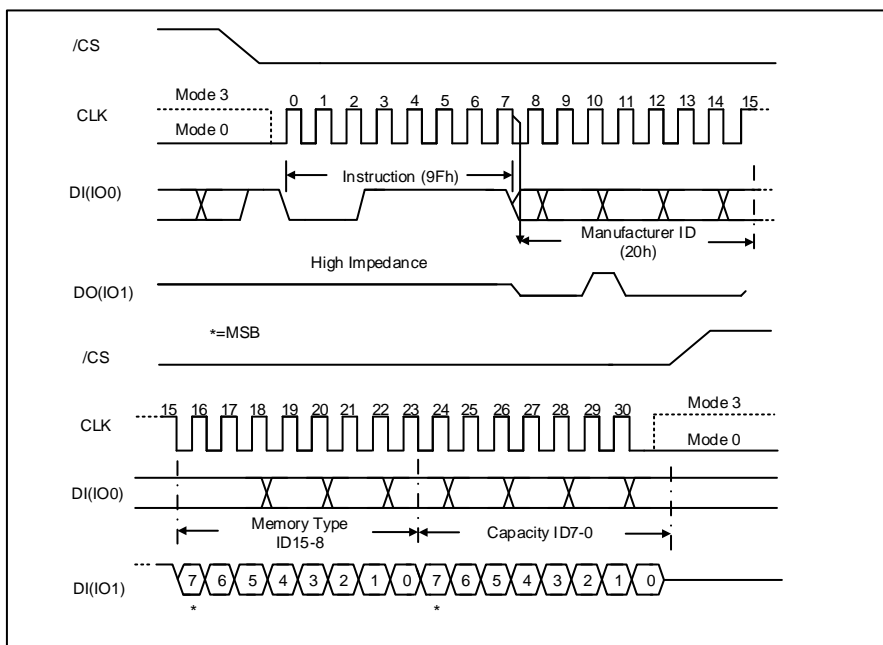 /CS
Mode 3
0 1 2 3 4 5 6 7 8 9 10 11 12 13 14 15
CLK
Mode 0
Instruction (9Fh)
DI(IO0)
Manufacturer ID
(20h)
High Impedance
DO(IO1)
*=MSB
/CS
15 16 17 18 19 20 21 22 23 24 25 26 27 28 29 30
Mode 3
CLK
Mode 0
DI(IO0)
Memory Type
ID15-8
Capacity ID7-0
DI(IO1)
7 6 5 4 3 2 1 0 7 6 5 4 3 2 1 0
* *